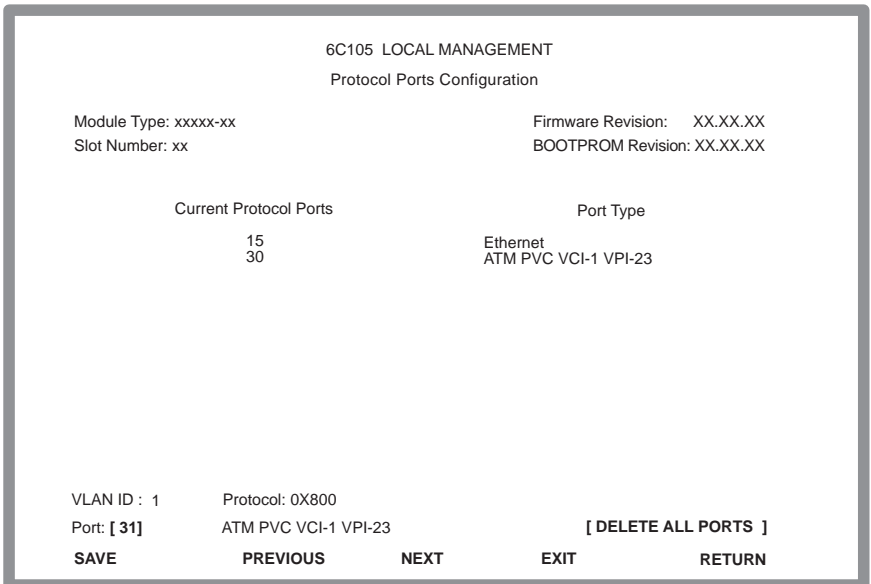 6C105 LOCAL MANAGEMENT
Protocol Ports Configuration
Module Type: xxxxx-xx Firmware Revision: XX.XX.XX
Slot Number: xx BOOTPROM Revision: XX.XX.XX
Current Protocol Ports Port Type
15 Ethernet
30 ATM PVC VCI-1 VPI-23
VLAN ID : 1 Protocol: 0X800
Port: [ 31] ATM PVC VCI-1 VPI-23 [ DELETE ALL PORTS ]
SAVE PREVIOUS NEXT EXIT RETURN